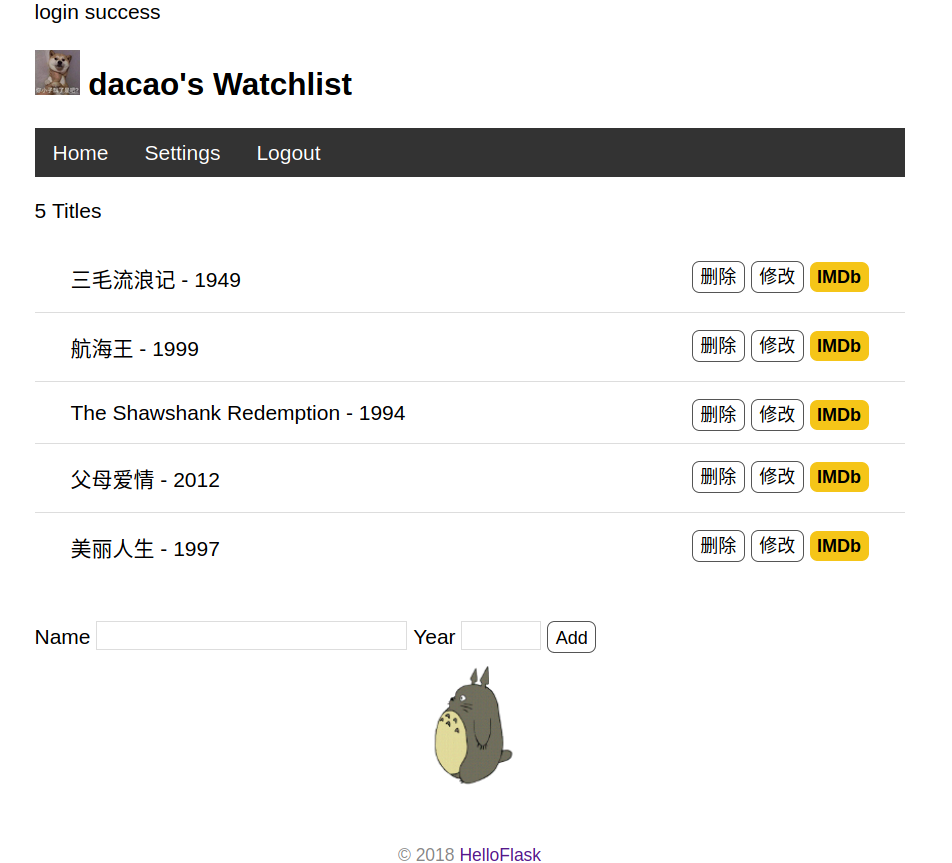 login success
dacao's Watchlist
Home Settings Logout
5 Titles
三毛流浪记 - 1949 删除 修改 IMDb
航海王 - 1999 删除 修改 IMDb
The Shawshank Redemption - 1994 删除 修改 IMDb
父母爱情 - 2012 删除 修改 IMDb
美丽人生 - 1997 删除 修改 IMDb
Name Year Add
© 2018 HelloFlask